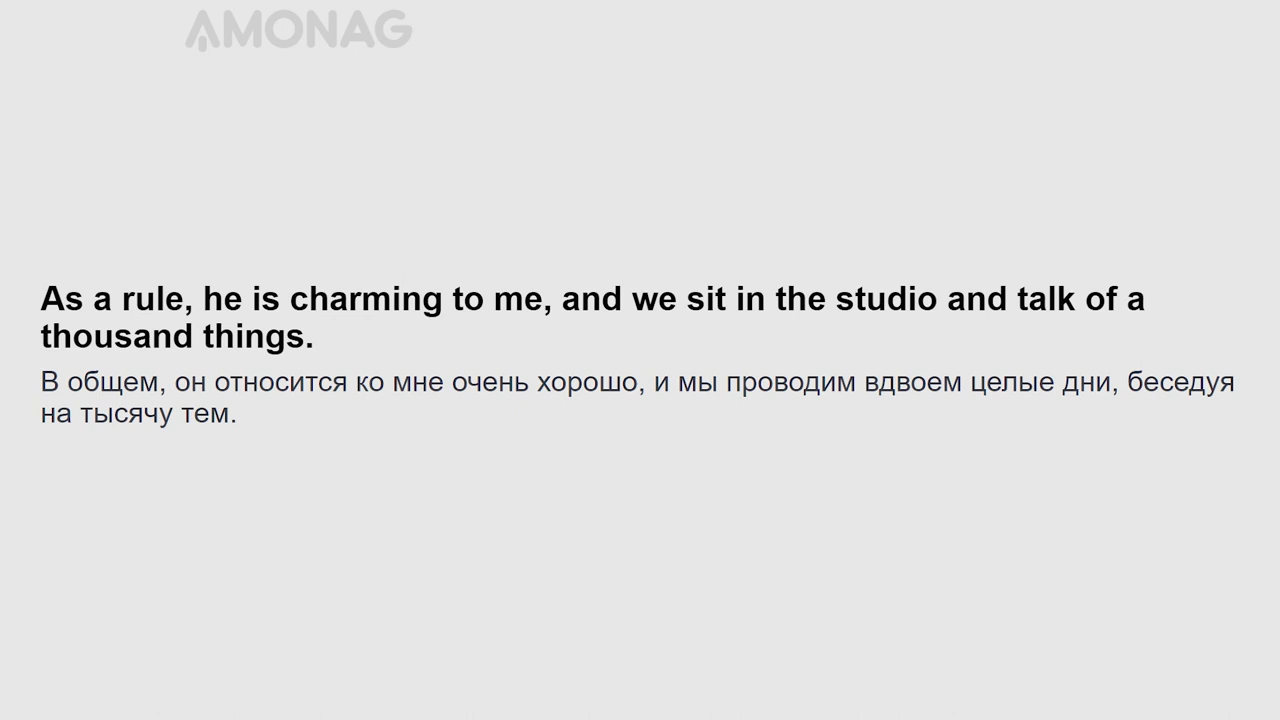 AMONAG
As a rule, he is charming to me, and we sit in the studio and talk of a
thousand things.
В общем, он относится ко мне очень хорошо, и мы проводим вдвоем целые дни, беседуя
на тысячу тем.